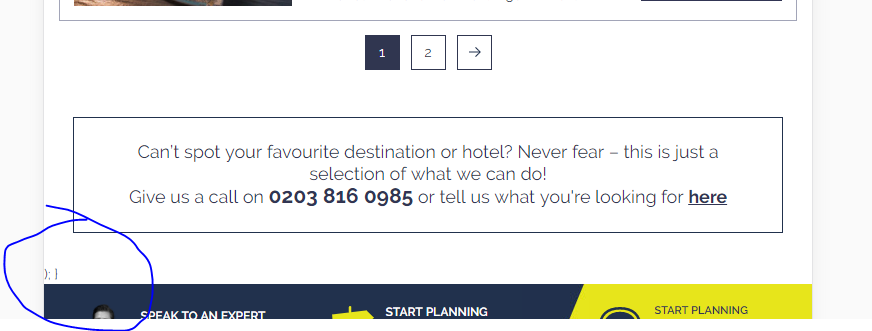 1 2 →
Can't spot your favourite destination or hotel? Never fear – this is just a
selection of what we can do!
Give us a call on 0203 816 0985 or tell us what you're looking for here
); }
SPEAK TO AN EXPERT
START PLANNING
START PLANNING